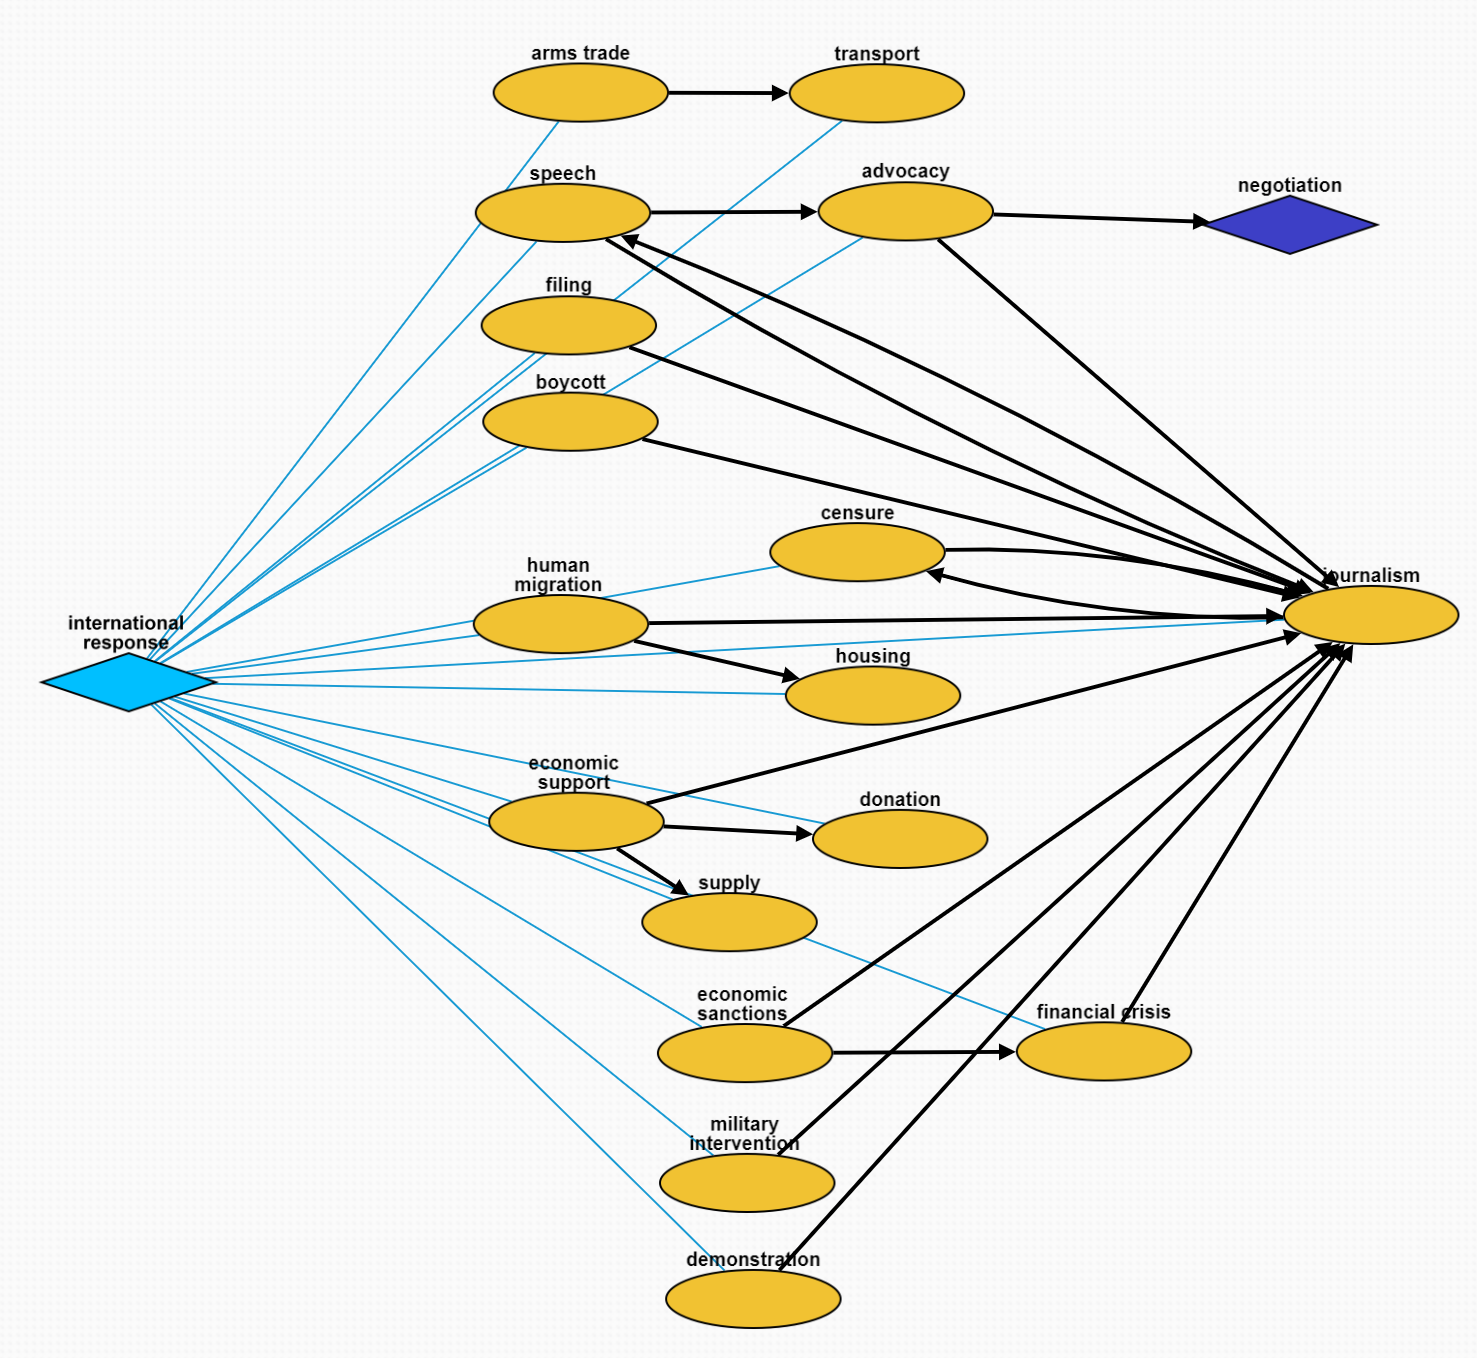 arms trade
transport
speech
advocacy
negotiation
filing
boycott
censure
human
migration
journalism
international
response
housing
economic
support
donation
supply
economic
sanctions
financial crisis
military
intervention
demonstration